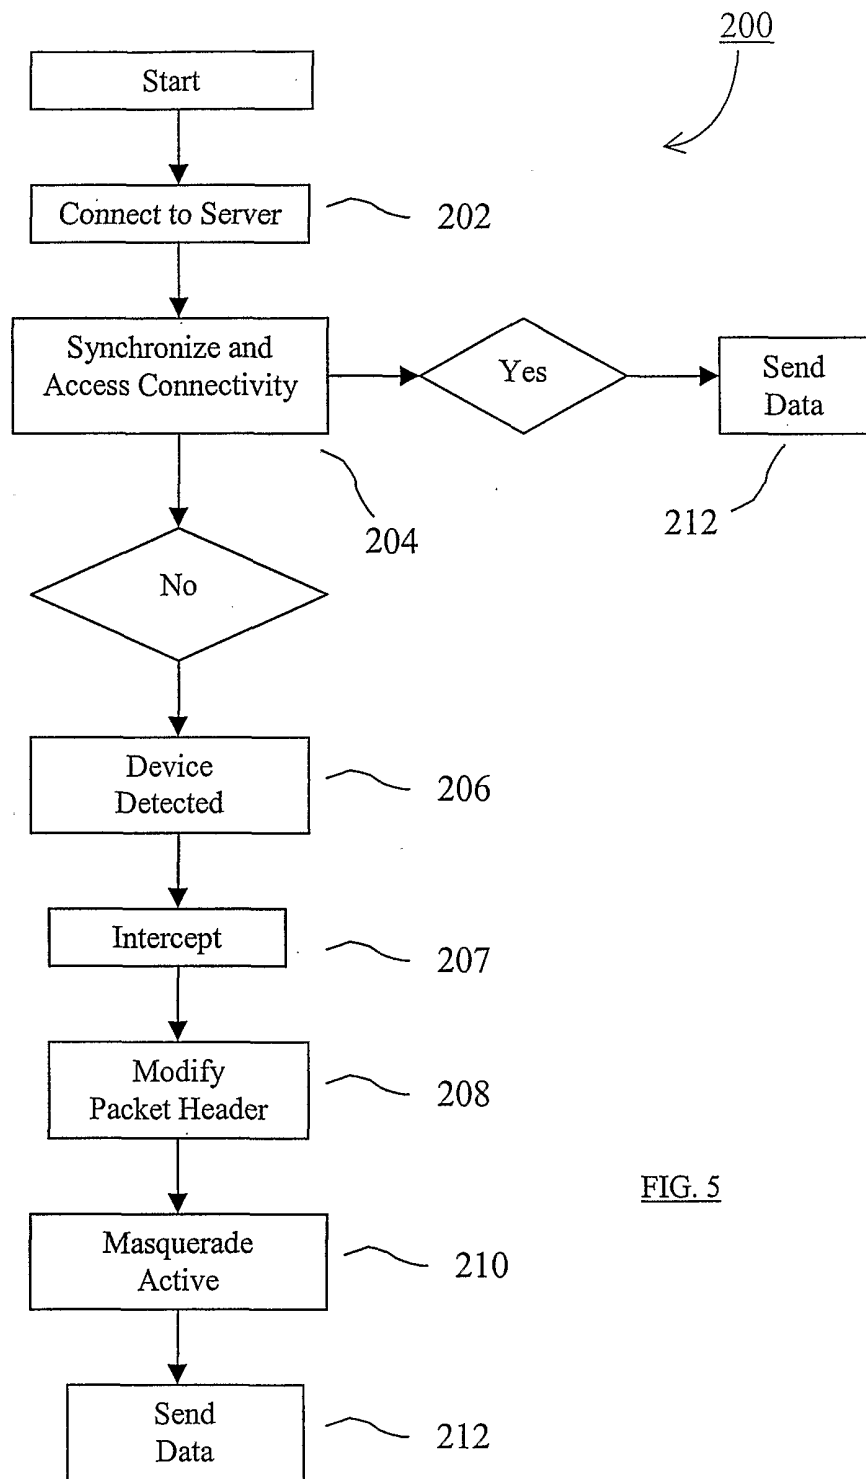 200
Start
Connect to Server
202
Synchronize and
Access Connectivity
204
Yes
Send
Data
212
No
Device
Detected
206
Intercept
207
Modify
Packet Header
208
FIG. 5
Masquerade
Active
210
Send
Data
212